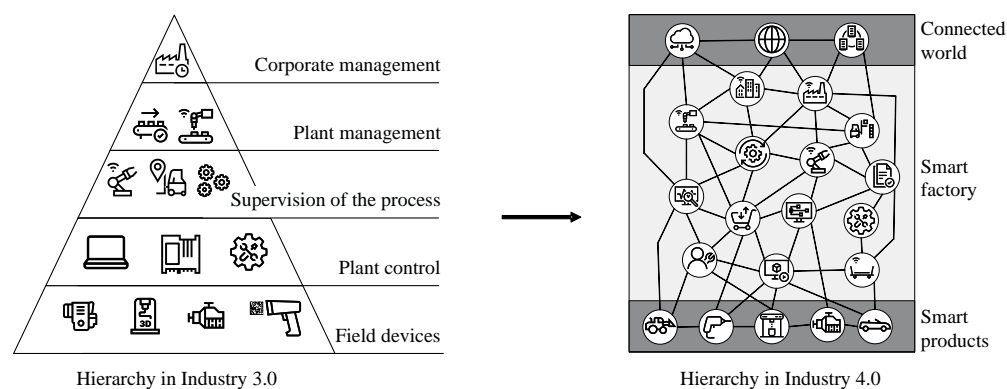 Corporate management
Plant management
Supervision of the process
Plant control
3D
Field devices
Hierarchy in Industry 3.0
Connected
world
Smart
factory
Smart
products
Hierarchy in Industry 4.0